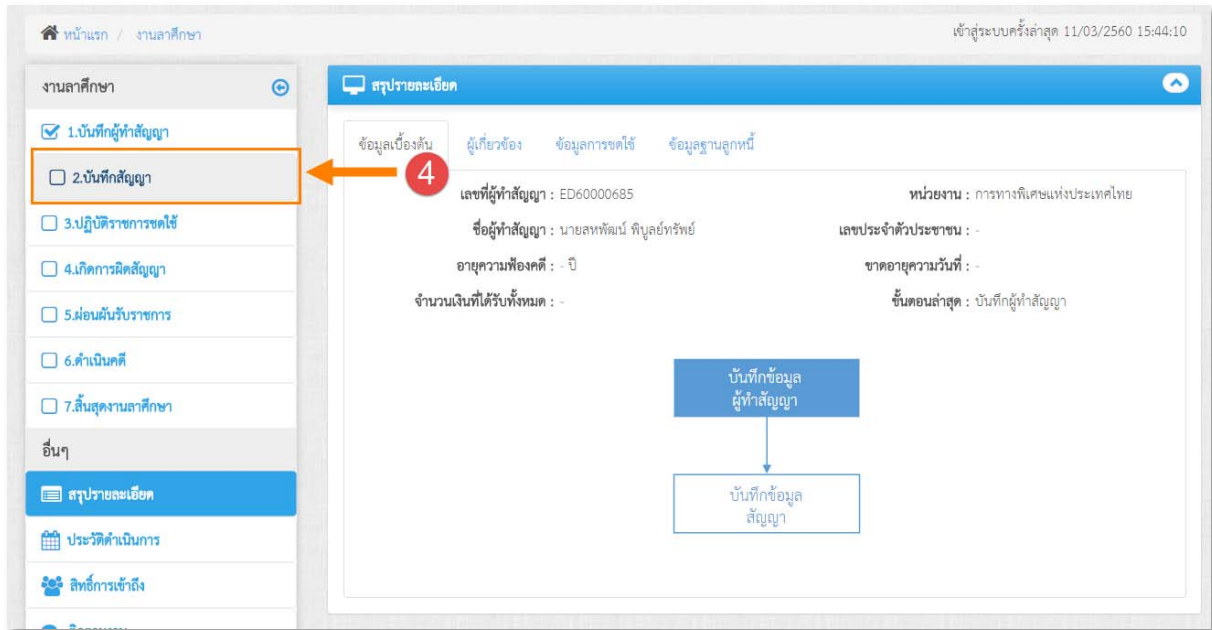 หน้าแรก / งานลาศึกษา
เข้าสู่ระบบครั้งล่าสุด 11/03/2560 15:44:10
งานลาศึกษา
1.บันทึกผู้ทำสัญญา
2.บันทึกสัญญา
3.ปฏิบัติราชการชดใช้
4.เกิดการผิดสัญญา
5.ผ่อนผันรับราชการ
6.ดำเนินคดี
7.สิ้นสุดงานลาศึกษา
อื่นๆ
สรุปรายละเอียด
ประวัติดำเนินการ
สิทธิ์การเข้าถึง
4
สรุปรายละเอียด
ข้อมูลเบื้องต้น ผู้เกี่ยวข้อง ข้อมูลการชดใช้ ข้อมูลฐานลูกหนี้
เลขที่ผู้ทำสัญญา : ED60000685 หน่วยงาน : การทางพิเศษแห่งประเทศไทย
ชื่อผู้ทำสัญญา : นายสหพัฒน์ พิบูลย์ทรัพย์ เลขประจำตัวประชาชน : -
อายุความฟ้องคดี : - ปี ขาดอายุความวันที่ : -
จำนวนเงินที่ได้รับทั้งหมด : - ขั้นตอนล่าสุด : บันทึกผู้ทำสัญญา
บันทึกข้อมูล
ผู้ทำสัญญา
บันทึกข้อมูล
สัญญา